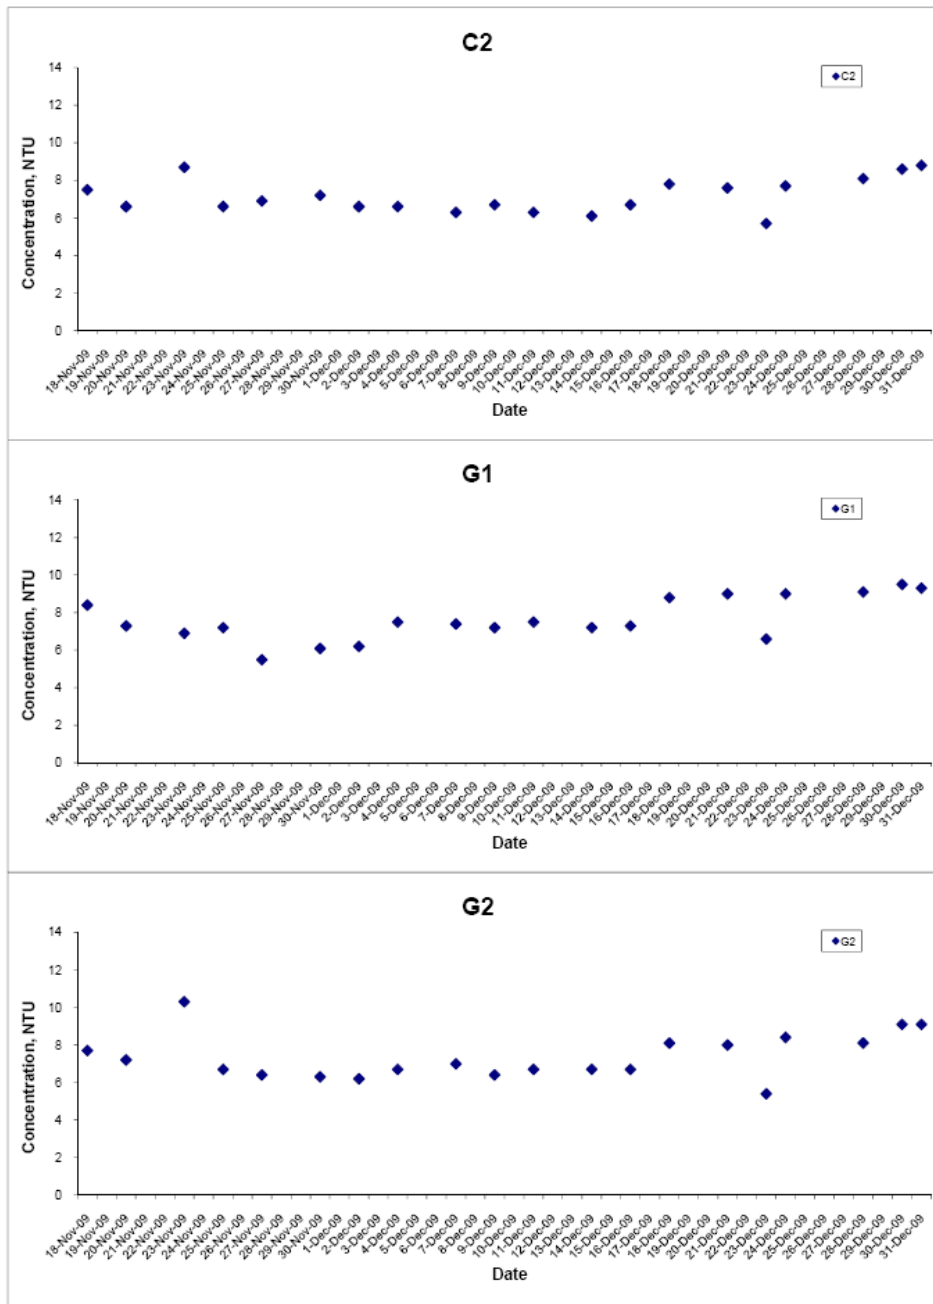 C2
14
12
10
8
6
4
2
0
Concentration, NTU
C2
18-Nov-09
19-Nov-09
20-Nov-09
21-Nov-09
22-Nov-09
23-Nov-09
24-Nov-09
25-Nov-09
26-Nov-09
27-Nov-09
28-Nov-09
29-Nov-09
30-Nov-09
1-Dec-09
2-Dec-09
3-Dec-09
4-Dec-09
5-Dec-09
6-Dec-09
7-Dec-09
8-Dec-09
9-Dec-09
10-Dec-09
11-Dec-09
12-Dec-09
13-Dec-09
14-Dec-09
15-Dec-09
16-Dec-09
17-Dec-09
18-Dec-09
19-Dec-09
20-Dec-09
21-Dec-09
22-Dec-09
23-Dec-09
24-Dec-09
25-Dec-09
26-Dec-09
27-Dec-09
28-Dec-09
29-Dec-09
30-Dec-09
31-Dec-09
Date
G1
14
12
10
8
6
4
2
0
Concentration, NTU
G1
18-Nov-09
19-Nov-09
20-Nov-09
21-Nov-09
22-Nov-09
23-Nov-09
24-Nov-09
25-Nov-09
26-Nov-09
27-Nov-09
28-Nov-09
29-Nov-09
30-Nov-09
1-Dec-09
2-Dec-09
3-Dec-09
4-Dec-09
5-Dec-09
6-Dec-09
7-Dec-09
8-Dec-09
9-Dec-09
10-Dec-09
11-Dec-09
12-Dec-09
13-Dec-09
14-Dec-09
15-Dec-09
16-Dec-09
17-Dec-09
18-Dec-09
19-Dec-09
20-Dec-09
21-Dec-09
22-Dec-09
23-Dec-09
24-Dec-09
25-Dec-09
26-Dec-09
27-Dec-09
28-Dec-09
29-Dec-09
30-Dec-09
31-Dec-09
Date
G2
14
12
10
8
6
4
2
0
Concentration, NTU
G2
18-Nov-09
19-Nov-09
20-Nov-09
21-Nov-09
22-Nov-09
23-Nov-09
24-Nov-09
25-Nov-09
26-Nov-09
27-Nov-09
28-Nov-09
29-Nov-09
30-Nov-09
1-Dec-09
2-Dec-09
3-Dec-09
4-Dec-09
5-Dec-09
6-Dec-09
7-Dec-09
8-Dec-09
9-Dec-09
10-Dec-09
11-Dec-09
12-Dec-09
13-Dec-09
14-Dec-09
15-Dec-09
16-Dec-09
17-Dec-09
18-Dec-09
19-Dec-09
20-Dec-09
21-Dec-09
22-Dec-09
23-Dec-09
24-Dec-09
25-Dec-09
26-Dec-09
27-Dec-09
28-Dec-09
29-Dec-09
30-Dec-09
31-Dec-09
Date